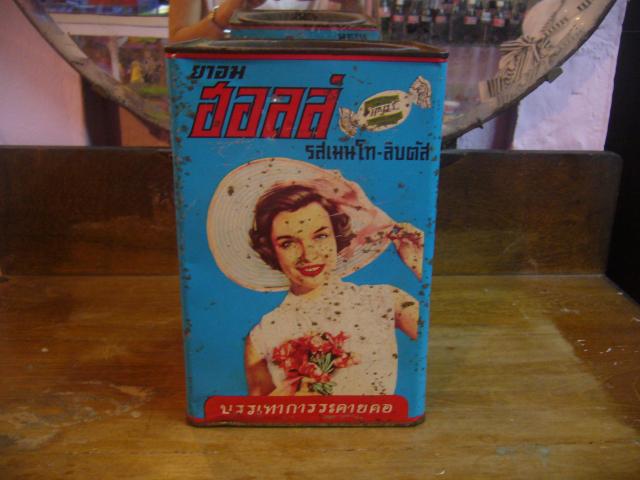 ยาอม
ฮอลล์
รสเมนโท-ลิบตัส
บรรเทาการระคายคอ